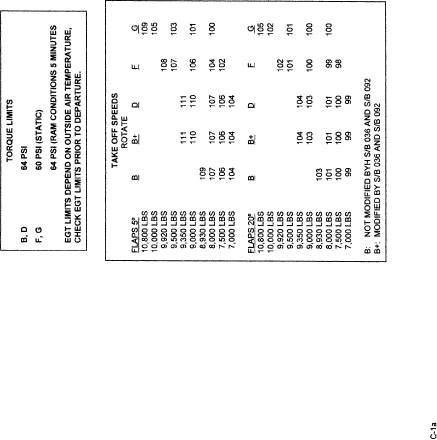 TORQUE LIMITS
B, D 64 PSI
F, G 60 PSI (STATIC)
64 PSI (RAM CONDITIONS 5 MINUTES
EGT LIMITS DEPEND ON OUTSIDE AIR TEMPERATURE,
CHECK EGT LIMITS PRIOR TO DEPARTURE.
TAKE OFF SPEEDS
ROTATE
FLAPS 5° B B+ D F G
10,800 LBS 109
10,000 LBS 105
9,920 LBS 108
9,500 LBS 107 103
9,350 LBS 111 111
9,000 LBS 110 110 106 101
8,930 LBS 109
8,000 LBS 107 107 107 104 100
7,500 LBS 106 106 106 102
7,000 LBS 104 104 104
FLAPS 20° B B+ D F G
10,800 LBS 105
10,000 LBS 102
9,920 LBS 102
9,500 LBS 101 101
9,350 LBS 104 104
9,000 LBS 103 103 100 100
8,930 LBS 103
8,000 LBS 101 101 101 99 100
7,500 LBS 100 100 100 98
7,000 LBS 99 99 99
B: NOT MODIFIED BYH S/B 036 AND S/B 092
B+: MODIFIED BY S/B 036 AND S/B 092
C-1a